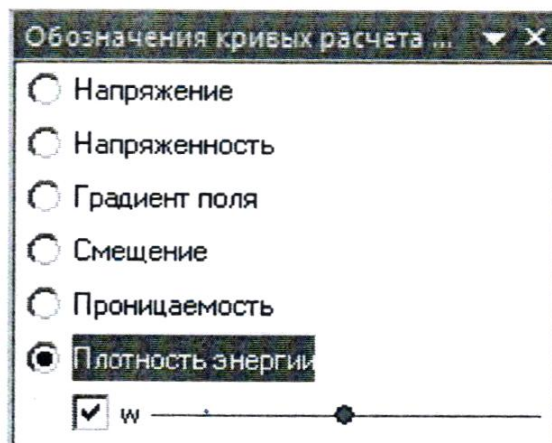 Обозначения кривых расчета ...
Напряжение
Напряженность
Градиент поля
Смещение
Проницаемость
Плотность энергии
w